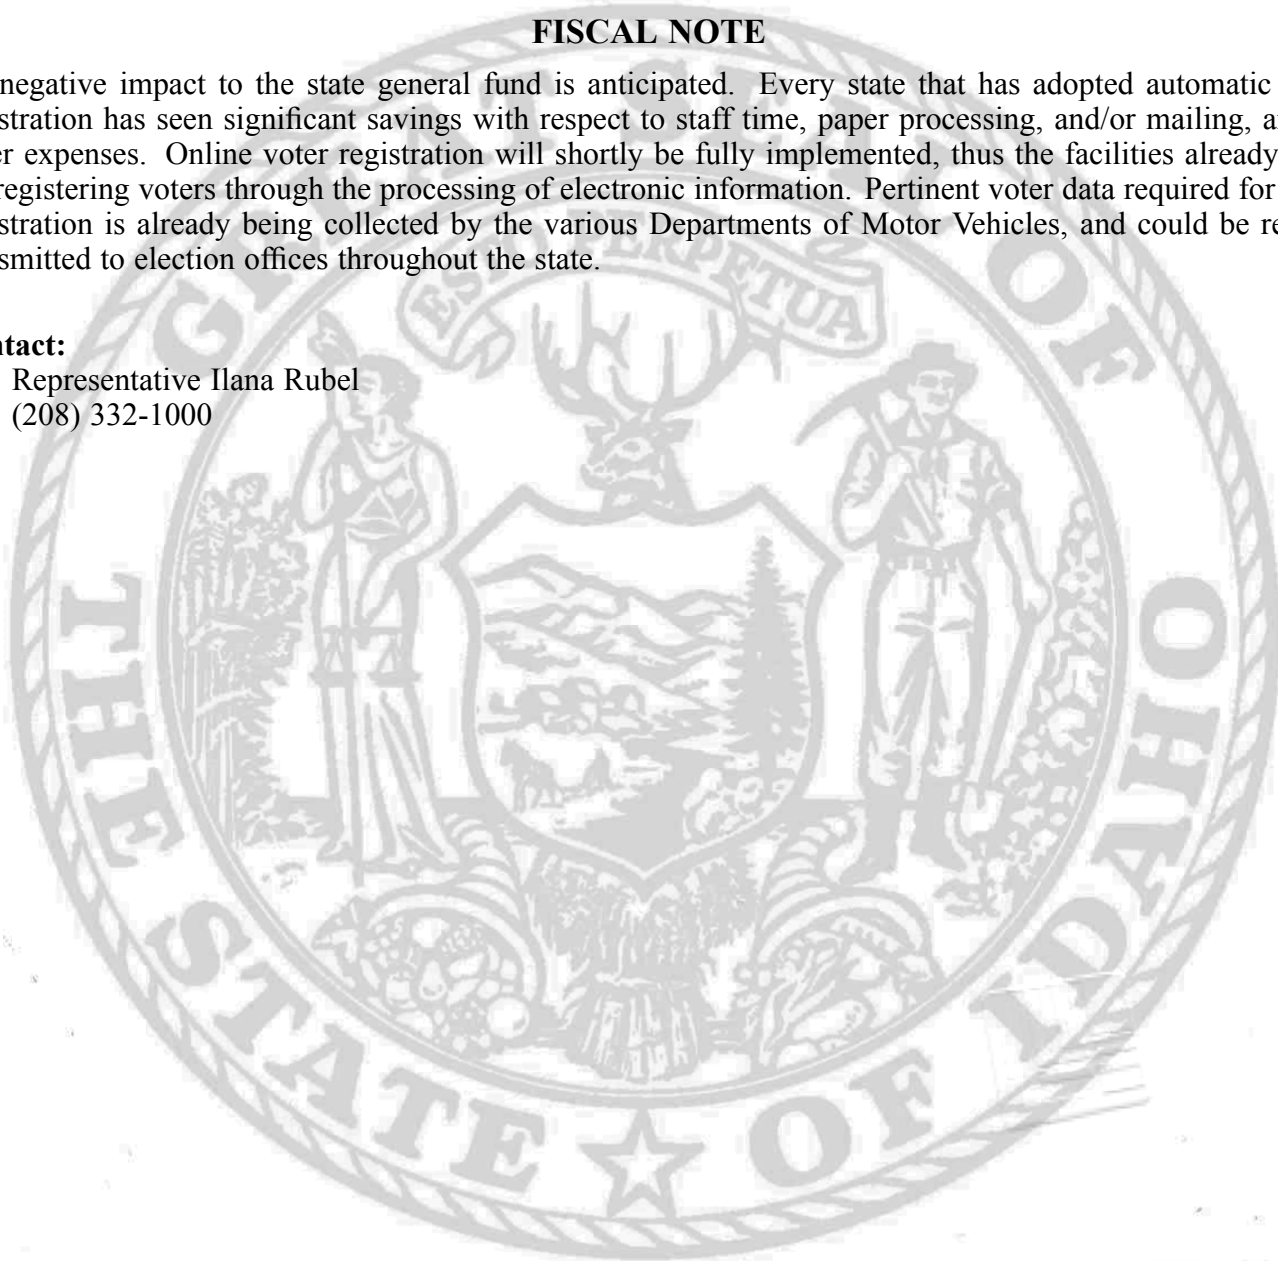 FISCAL NOTE
negative impact to the state general fund is anticipated. Every state that has adopted automatic
stration has seen significant savings with respect to staff time, paper processing, and/or mailing, a
er expenses. Online voter registration will shortly be fully implemented, thus the facilities already
registering voters through the processing of electronic information. Pertinent voter data required for
stration is already being collected by the various Departments of Motor Vehicles, and could be re
smitted to election offices throughout the state.
ntact:
Representative Ilana Rubel
(208) 332-1000
GREAT SEAL OF
ESTO PERPETUA
THE STATE OF IDAHO